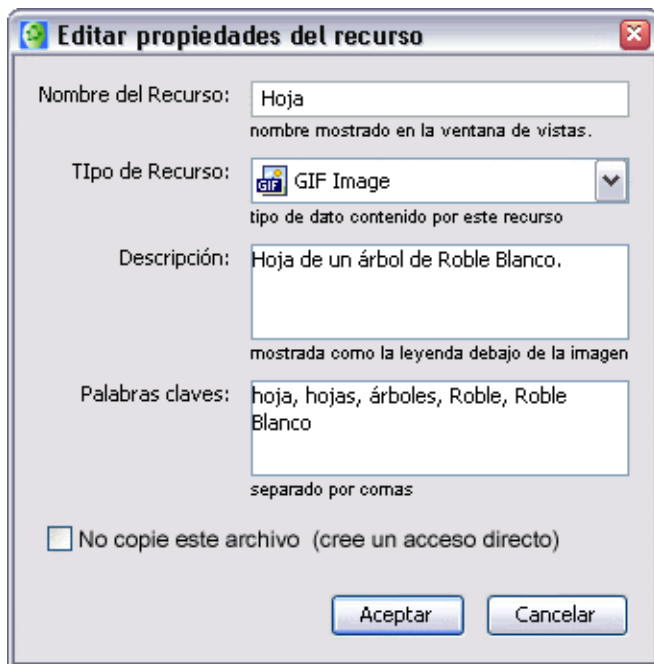 Editar propiedades del recurso
Nombre del Recurso: Hoja
nombre mostrado en la ventana de vistas.
TIpo de Recurso: GIF GIF Image
tipo de dato contenido por este recurso
Descripción: Hoja de un árbol de Roble Blanco.
mostrada como la leyenda debajo de la imagen
Palabras claves: hoja, hojas, árboles, Roble, Roble
Blanco
separado por comas
No copie este archivo (cree un acceso directo)
Aceptar Cancelar